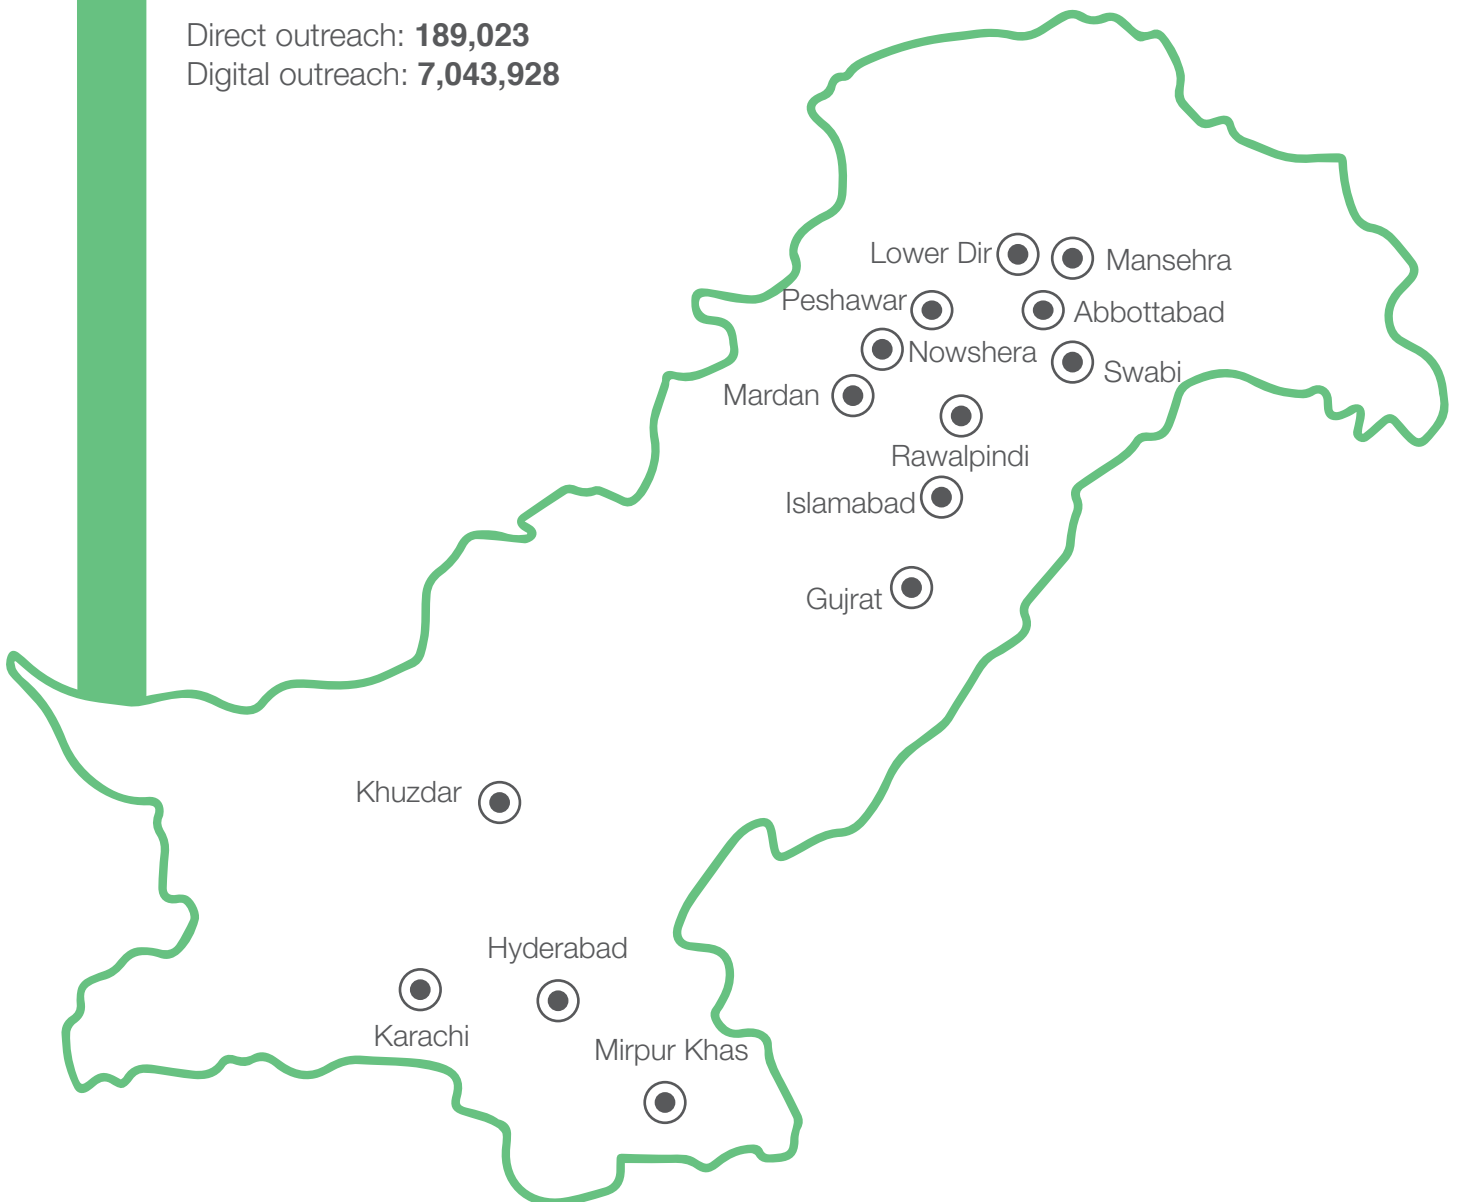 Direct outreach: 189,023
Digital outreach: 7,043,928
Lower Dir
Mansehra
Peshawar
Abbottabad
Nowshera
Swabi
Mardan
Rawalpindi
Islamabad
Gujrat
Khuzdar
Hyderabad
Karachi
Mirpur Khas